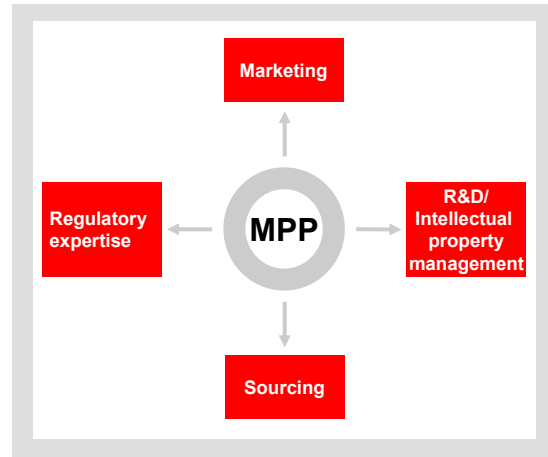 Marketing
Regulatory
expertise
MPP
R&D/
Intellectual
property
management
Sourcing